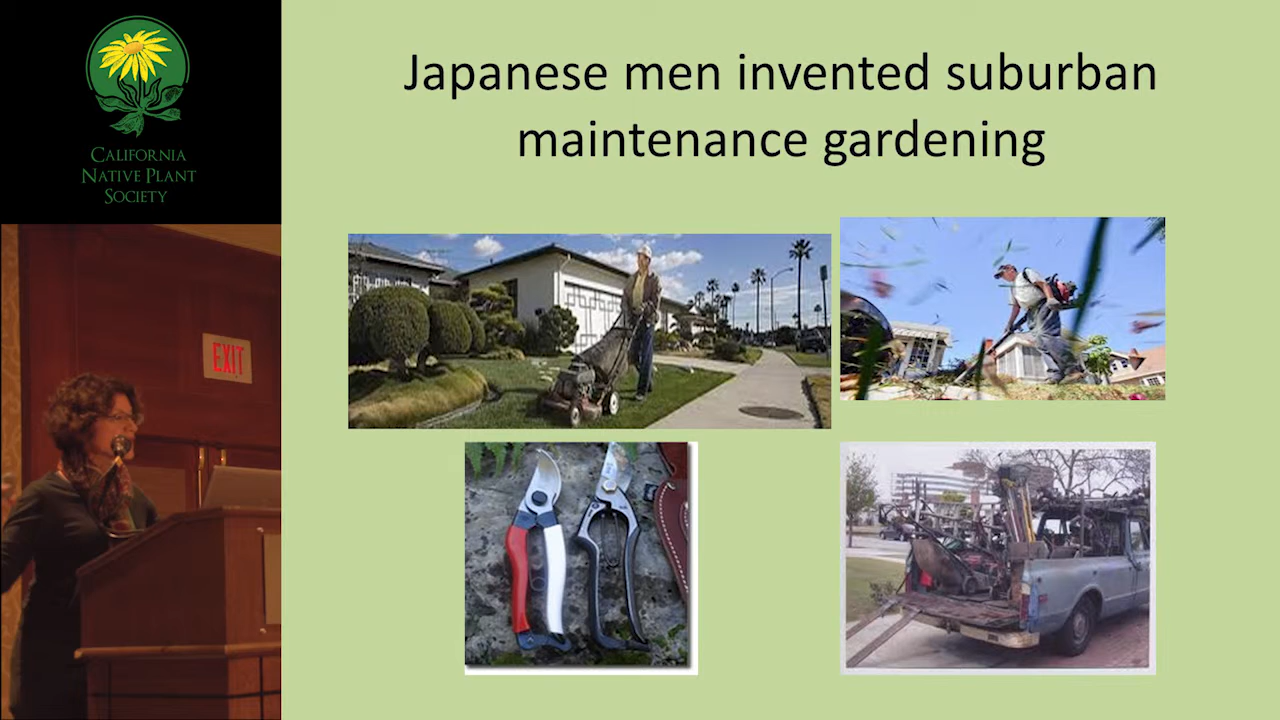 CALIFORNIA
NATIVE PLANT
SOCIETY
Japanese men invented suburban
maintenance gardening
EXIT